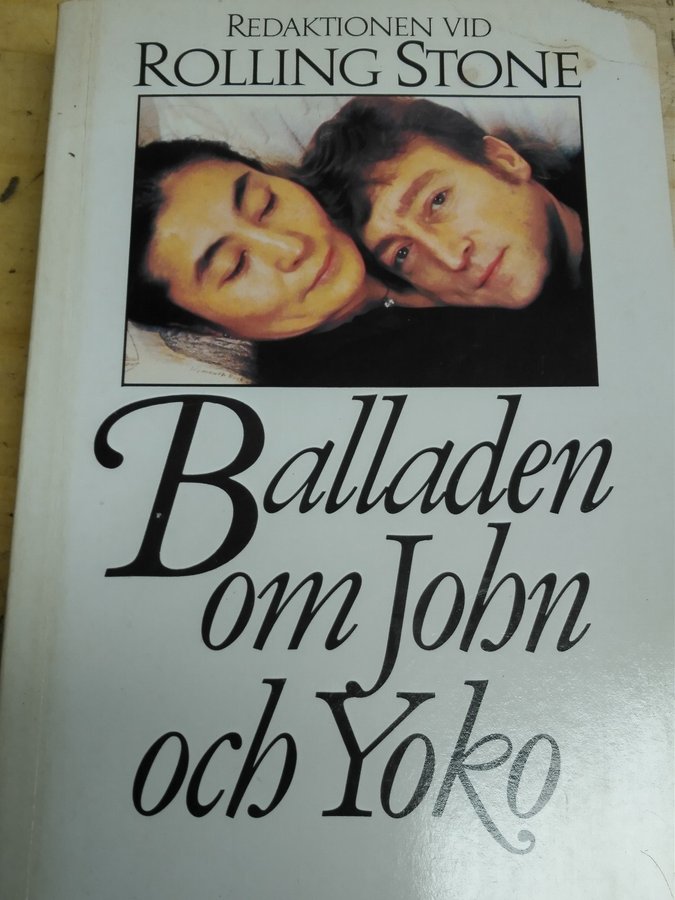 REDAKTIONEN VID
ROLLING STONE
Balladen
om John
och Yoko